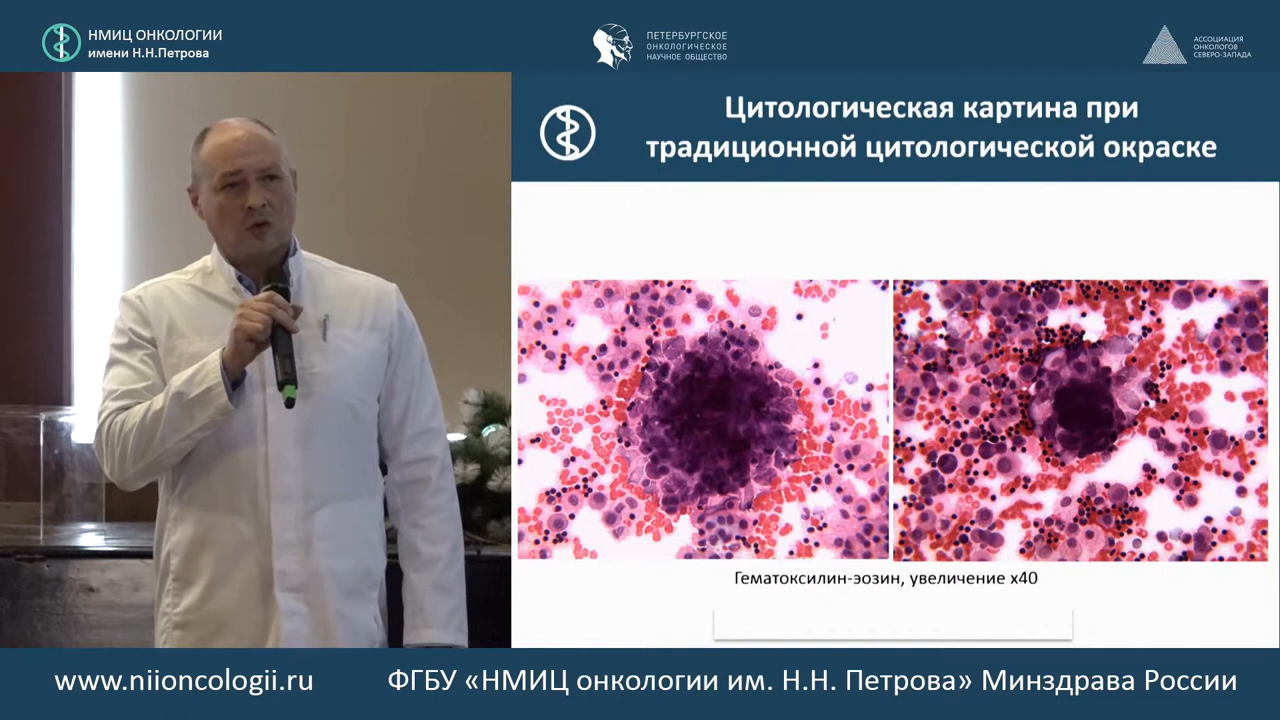 НМИЦ ОНКОЛОГИИ
имени Н.Н.Петрова
ПЕТЕРБУРГСКОЕ
ОНКОЛОГИЧЕСКОЕ
НАУЧНОЕ ОБЩЕСТВО
АССОЦИАЦИЯ
ОНКОЛОГОВ
СЕВЕРО-ЗАПАДА
Цитологическая картина при
традиционной цитологической окраске
Гематоксилин-эозин, увеличение х40
www.niioncologii.ru
ФГБУ «НМИЦ онкологии им. Н.Н. Петрова» Минздрава России